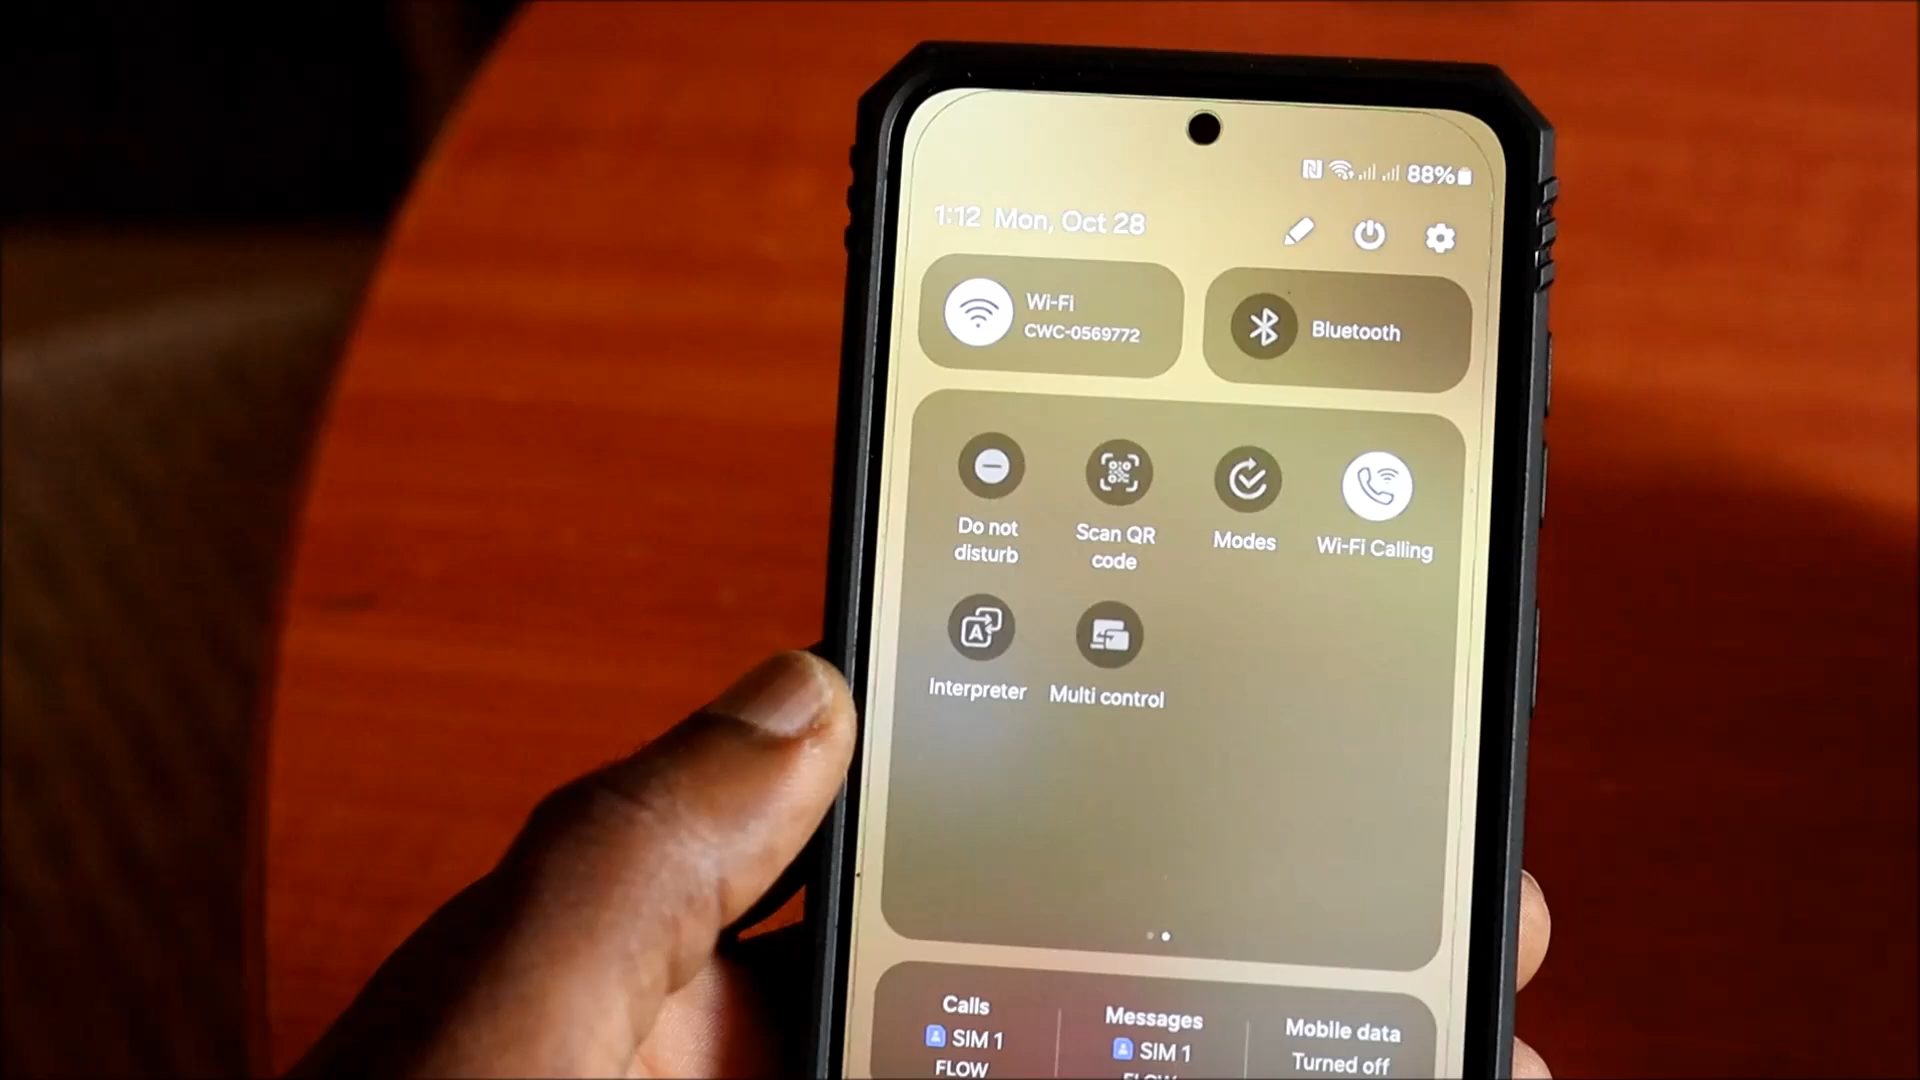 88%
1:12 Mon, Oct 28
Wi-Fi
CWC-0569772
Bluetooth
Do not
disturb
Scan QR
code
Modes
Wi-Fi Calling
A
Interpreter
Multi control
Calls
SIM 1
FLOW
Messages
SIM 1
FLOW
Mobile data
Turned off